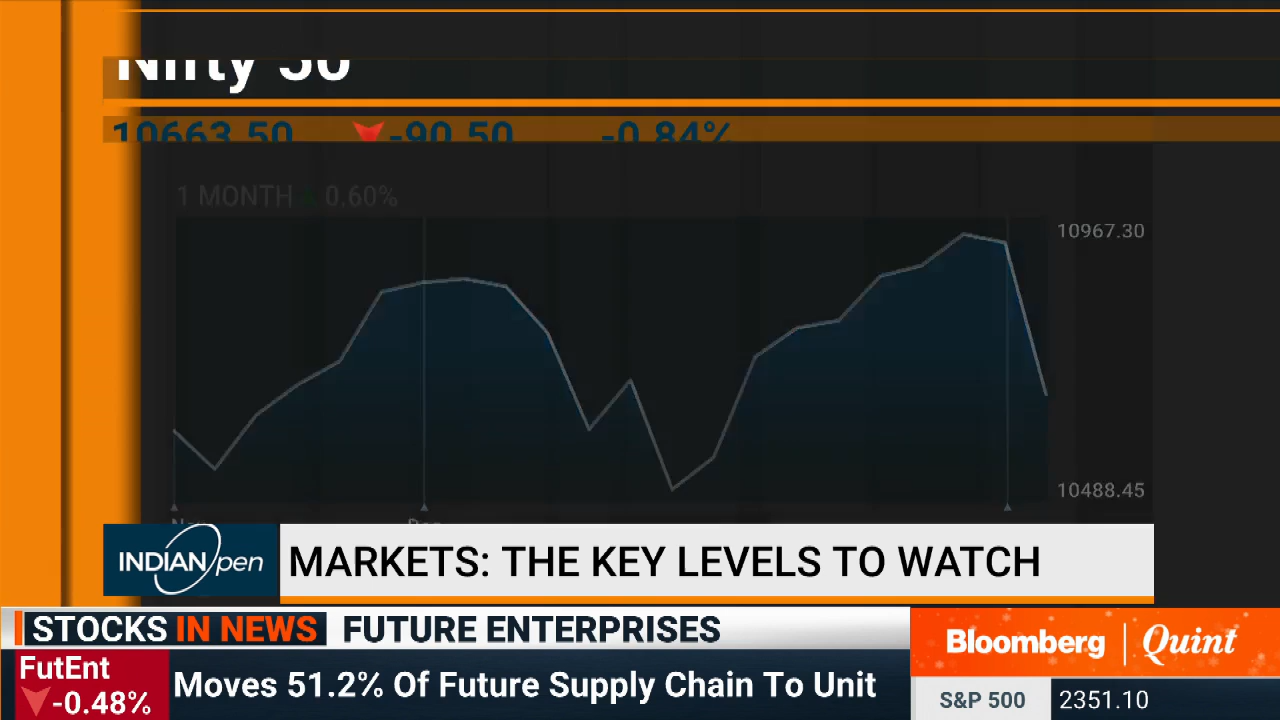 Nifty 50
10663.50 -90.50 -0.84%
1 MONTH 0.60%
10967.30
10488.45
INDIAN Open
MARKETS: THE KEY LEVELS TO WATCH
STOCKS IN NEWS FUTURE ENTERPRISES
Bloomberg | Quint
FutEnt
-0.48%
Moves 51.2% Of Future Supply Chain To Unit
S&P 500 2351.10